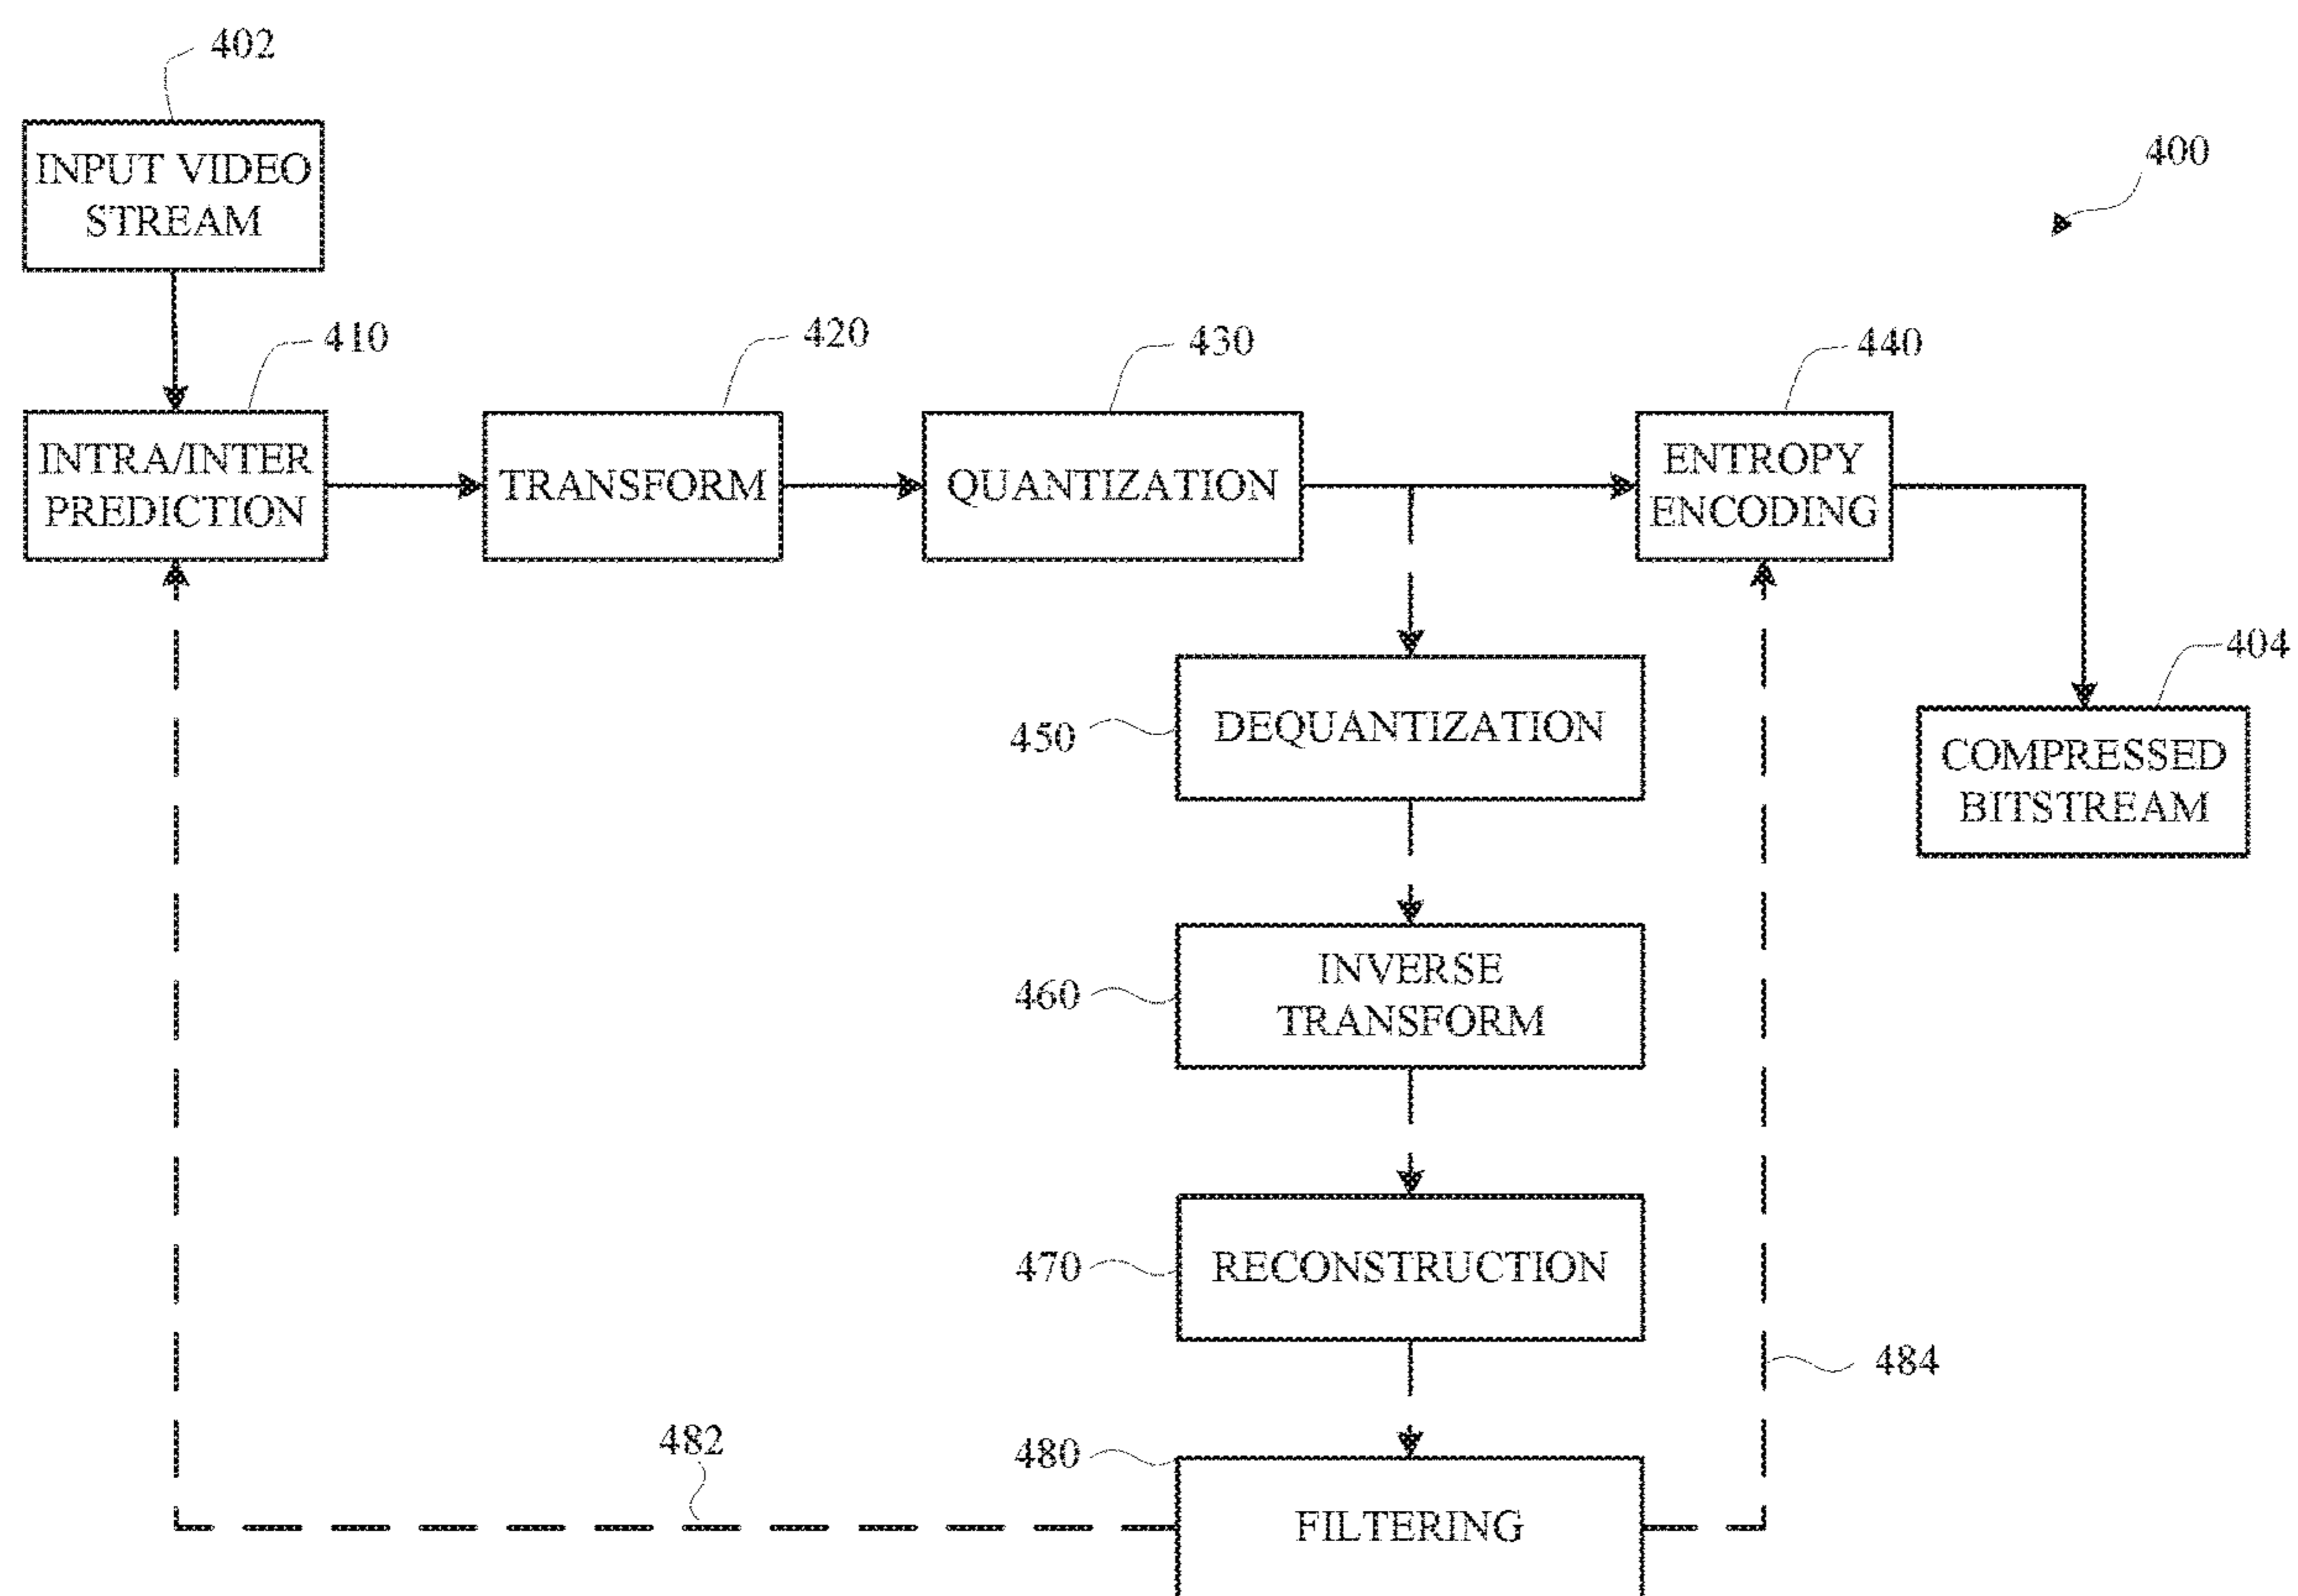 402
INPUT VIDEO
STREAM
400
410
420
430
440
INTRA/INTER
PREDICTION
TRANSFORM
QUANTIZATION
ENTROPY
ENCODING
404
450
DEQUANTIZATION
COMPRESSED
BITSTREAM
460
INVERSE
TRANSFORM
470
RECONSTRUCTION
484
482
480
FILTERING